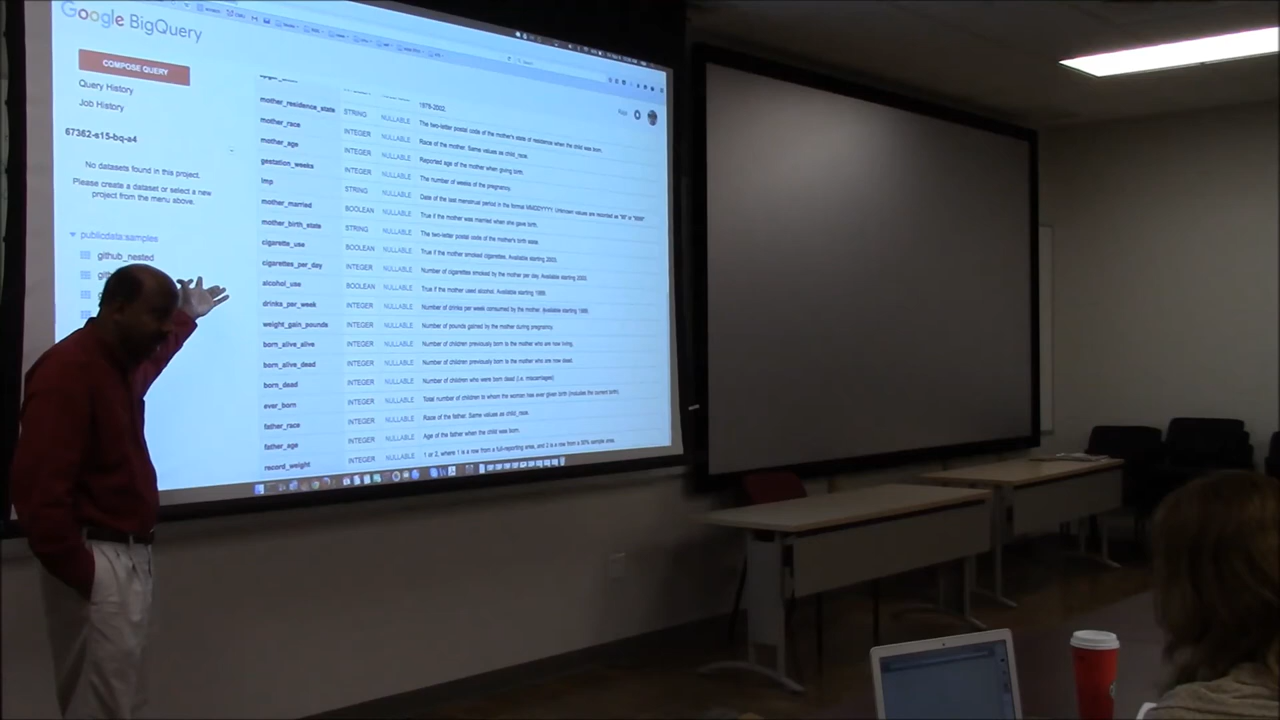 Google BigQuery
COMPOSE QUERY
Query History
Job History
67362-s15-bq-a4
No datasets found in this project.
Please create a dataset or select a new
project from the menu above.
publicdata:samples
github_nested
1978-2002.
mother_residence_state STRING NULLABLE The two-letter postal code of the mother's state of residence when the child was born.
mother_race INTEGER NULLABLE Race of the mother. Same values as child_race.
mother_age INTEGER NULLABLE Reported age of the mother when giving birth.
gestation_weeks INTEGER NULLABLE The number of weeks of the pregnancy.
lmp STRING NULLABLE Date of the last menstrual period in the format MMDDYYYY. Unknown values are recorded as "99" or "9999"
mother_married BOOLEAN NULLABLE True if the mother was married when she gave birth.
mother_birth_state STRING NULLABLE The two-letter postal code of the mother's birth state.
cigarette_use BOOLEAN NULLABLE True if the mother smoked cigarettes. Available starting 2003.
cigarettes_per_day INTEGER NULLABLE Number of cigarettes smoked by the mother per day. Available starting 2003.
alcohol_use BOOLEAN NULLABLE True if the mother used alcohol. Available starting 1989.
drinks_per_week INTEGER NULLABLE Number of drinks per week consumed by the mother. Available starting 1989.
weight_gain_pounds INTEGER NULLABLE Number of pounds gained by the mother during pregnancy.
born_alive_alive INTEGER NULLABLE Number of children previously born to the mother who are now living.
born_alive_dead INTEGER NULLABLE Number of children previously born to the mother who are now dead.
born_dead INTEGER NULLABLE Number of children who were born dead (i.e. miscarriages)
ever_born INTEGER NULLABLE Total number of children to whom the woman has ever given birth (includes the current birth).
father_race INTEGER NULLABLE Race of the father. Same values as child_race.
father_age INTEGER NULLABLE Age of the father when the child was born.
record_weight INTEGER NULLABLE 1 or 2, where 1 is a row from a full-reporting area, and 2 is a row from a 50% sample area.